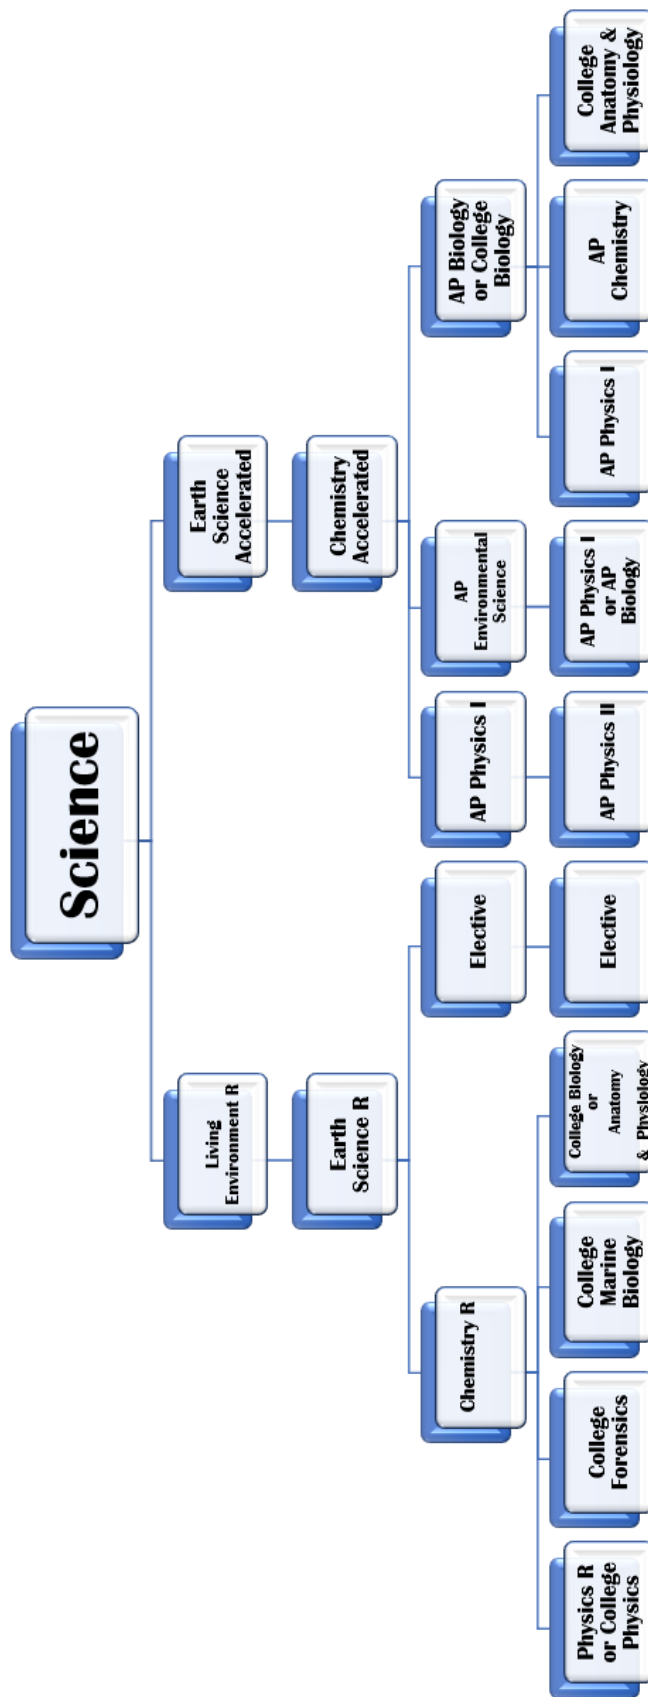 Science
Living
Environment R
Earth
Science
Accelerated
Earth
Science R
Chemistry
Accelerated
Chemistry R
Elective
AP Physics I
AP
Environmental
Science
AP Biology
or College
Biology
Physics R
or College
Physics
College
Forensics
College
Marine
Biology
College Biology
or
Anatomy
& Physiology
Elective
AP Physics II
AP Physics I
or AP
Biology
AP Physics I
AP
Chemistry
College
Anatomy &
Physiology